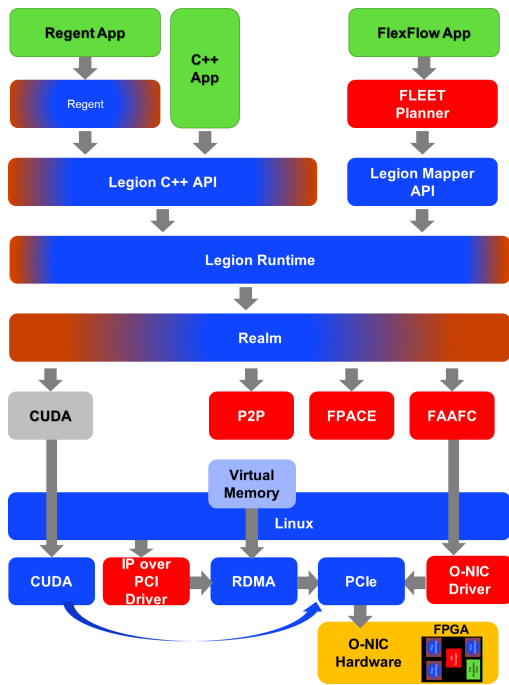 Regent App
C++
App
FlexFlow App
Regent
FLEET
Planner
Legion C++ API
Legion Mapper
API
Legion Runtime
Realm
CUDA
P2P
FPACE
FAAFC
Virtual
Memory
Linux
CUDA
IP over
PCI
Driver
RDMA
PCIe
O-NIC
Driver
O-NIC
Hardware
FPGA